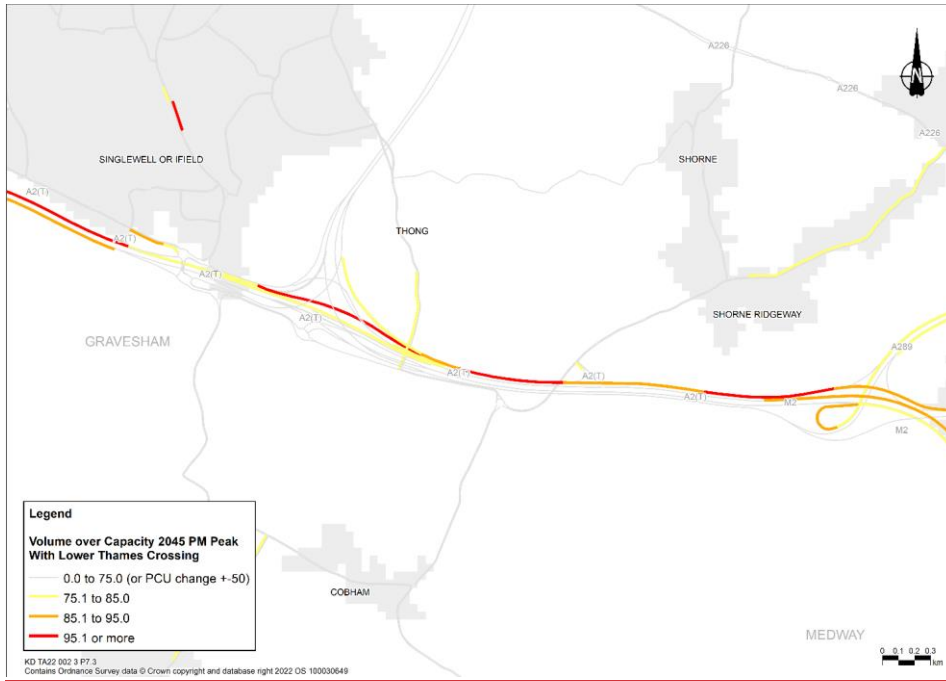 A226
A226
A226
N
SHORNE
SINGLEWELL OR IFIELD
A2(T)
THONG
A2(T)
A2(T)
SHORNE RIDGEWAY
A2(T)
GRAVESHAM
A289
A2(T)
A2(T)
A2(T)
M2
M2
Legend
Volume over Capacity 2045 PM Peak
With Lower Thames Crossing
0.0 to 75.0 (or PCU change +-50)
75.1 to 85.0
85.1 to 95.0
95.1 or more
COBHAM
MEDWAY
KD TA22 002 3 P7.3
Contains Ordnance Survey data © Crown copyright and database right 2022 OS 100030649
0 0.1 0.2 0.3
km